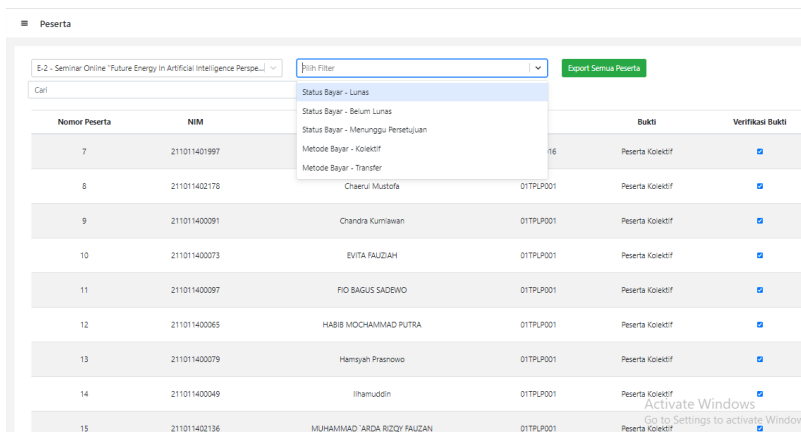 Peserta
E-2 - Seminar Online "Future Energy In Artificial Intelligence Perspe...
Pilih Filter
Export Semua Peserta
Cari
Status Bayar - Lunas
Status Bayar - Belum Lunas
Status Bayar - Menunggu Persetujuan
Metode Bayar - Kolektif
Metode Bayar - Transfer
Nomor Peserta NIM Bukti Verifikasi Bukti
7 211011401997 16 Peserta Kolektif
8 211011402178 Chaerul Mustofa 01TPLP001 Peserta Kolektif
9 211011400091 Chandra Kurniawan 01TPLP001 Peserta Kolektif
10 211011400073 EVITA FAUZIAH 01TPLP001 Peserta Kolektif
11 211011400097 FIO BAGUS SADEWO 01TPLP001 Peserta Kolektif
12 211011400065 HABIB MOCHAMMAD PUTRA 01TPLP001 Peserta Kolektif
13 211011400079 Hamsyah Prasnowo 01TPLP001 Peserta Kolektif
14 211011400049 Ilhamuddin 01TPLP001 Peserta Kolektif
15 211011402136 MUHAMMAD `ARDA RIZQY FAUZAN 01TPLP001 Peserta Kolektif
Activate Windows
Go to Settings to activate Window